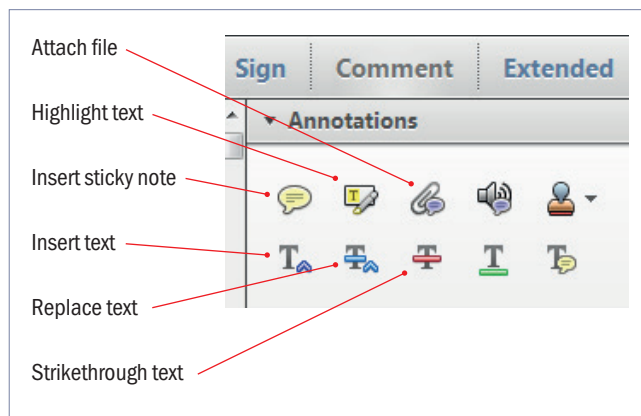 Attach file
Sign Comment Extended
Annotations
Highlight text
Insert sticky note
Insert text
Replace text
Strikethrough text